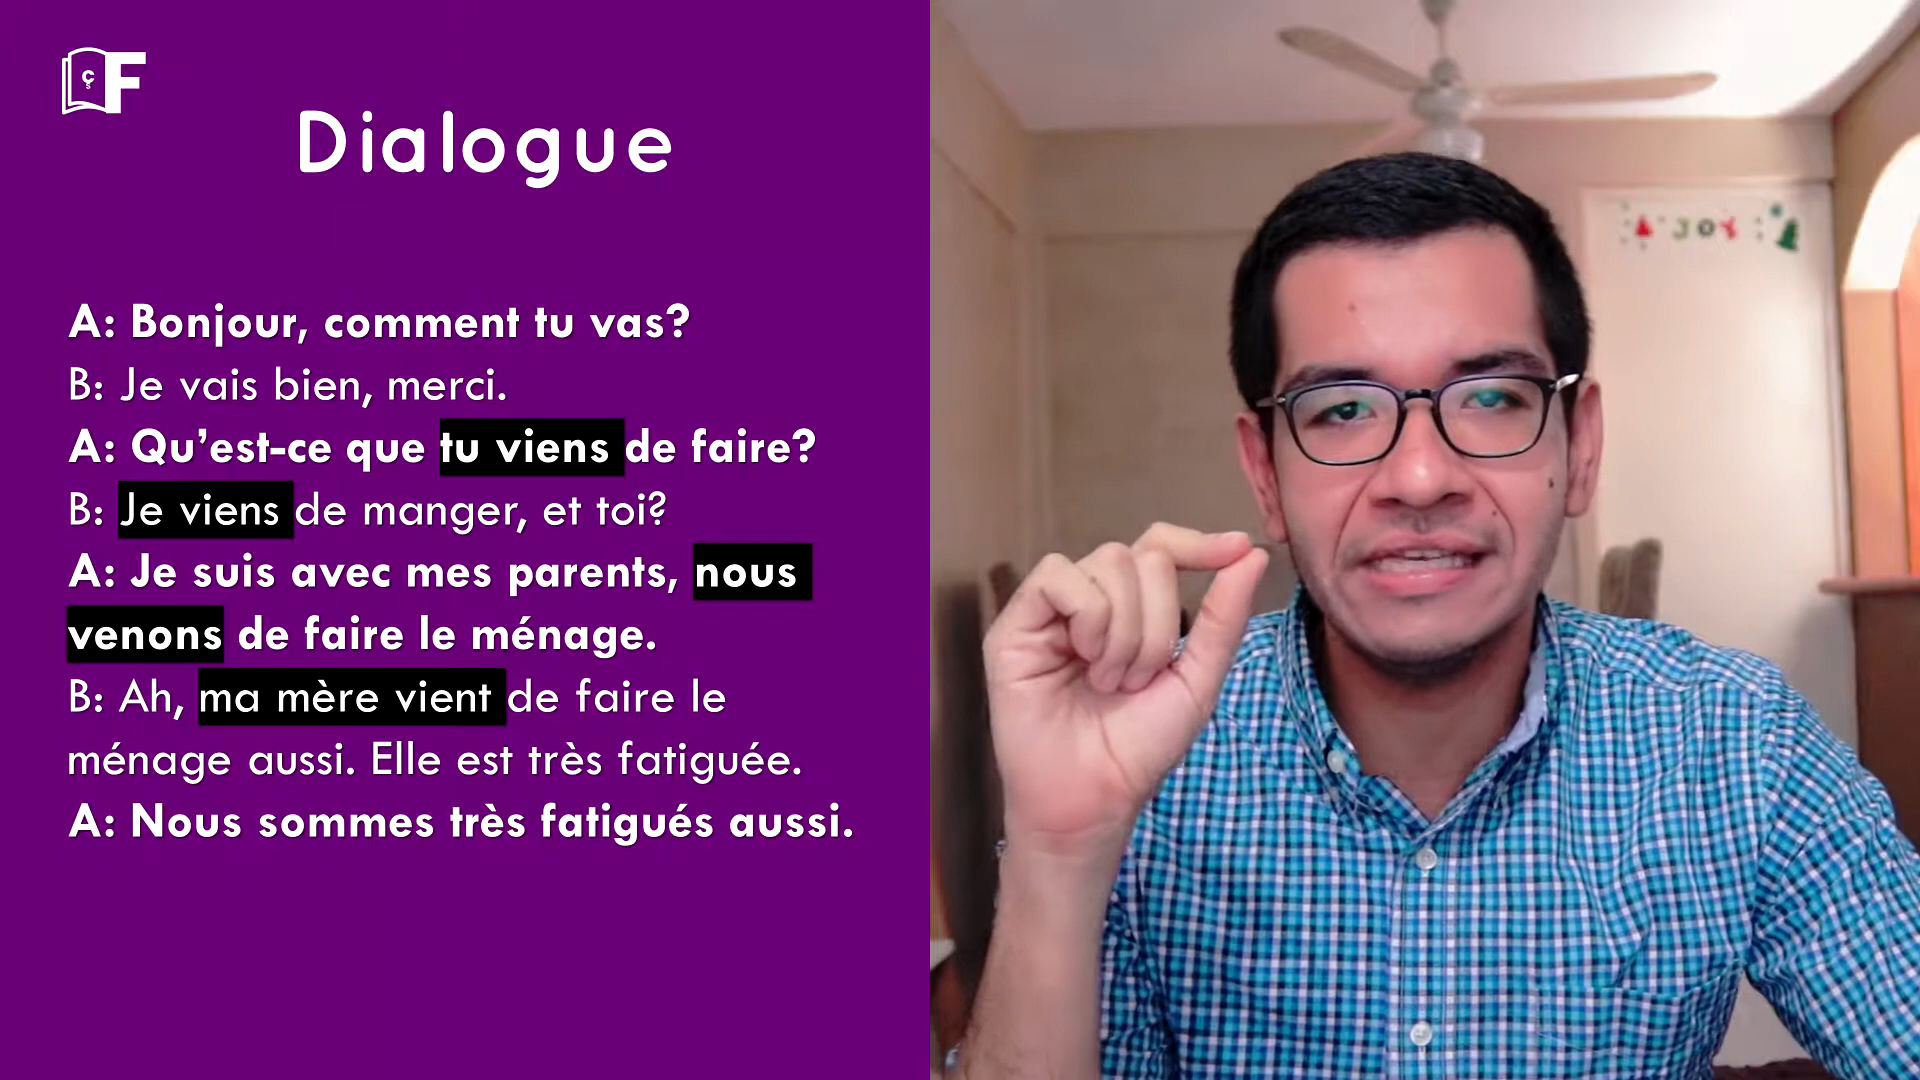 ç F
Dialogue
A: Bonjour, comment tu vas?
B: Je vais bien, merci.
A: Qu’est-ce que tu viens de faire?
B: Je viens de manger, et toi?
A: Je suis avec mes parents, nous
venons de faire le ménage.
B: Ah, ma mère vient de faire le
ménage aussi. Elle est très fatiguée.
A: Nous sommes très fatigués aussi.
JOY